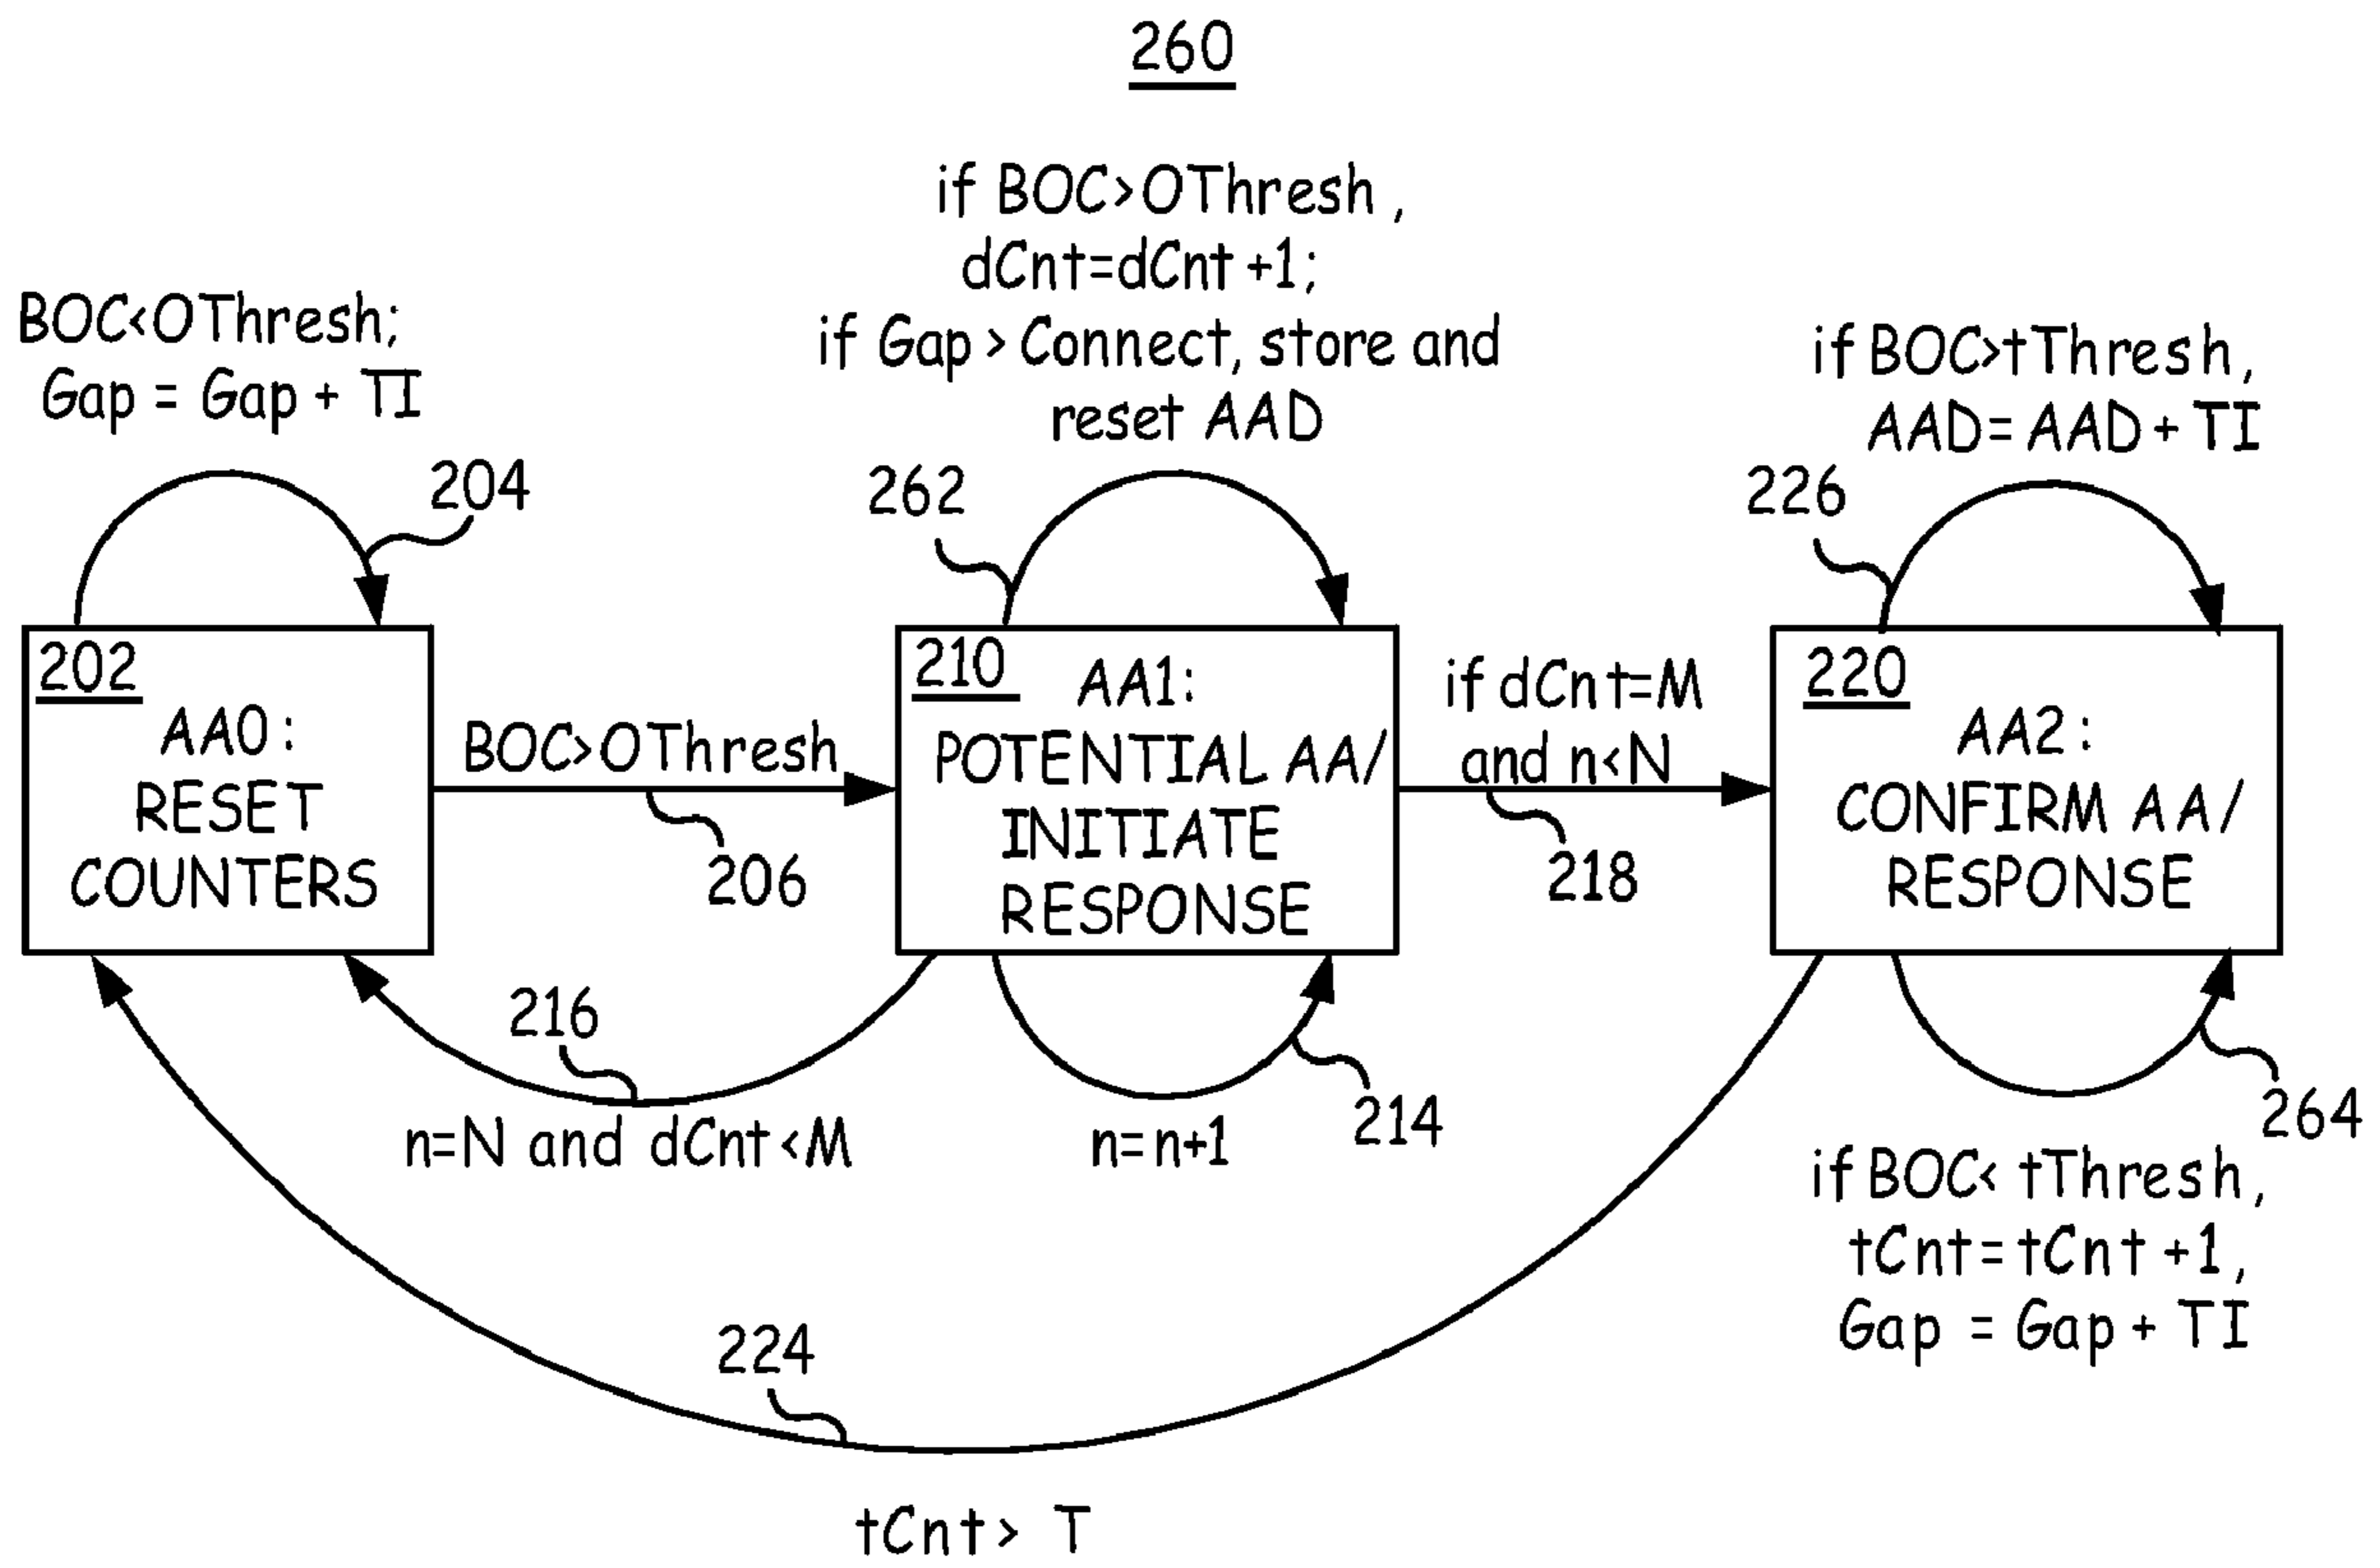 260
if BOC>OThresh,
dCnt=dCnt+1;
if Gap > Connect, store and
reset AAD
BOC<OThresh;
Gap = Gap + TI
if BOC>tThresh,
AAD = AAD + TI
204
262
226
202
AA0:
RESET
COUNTERS
BOC>OThresh
206
210
AA1:
POTENTIAL AA/
INITIATE
RESPONSE
if dCnt=M
and n<N
218
220
AA2:
CONFIRM AA/
RESPONSE
216
n=N and dCnt<M
214
n=n+1
264
if BOC< tThresh,
tCnt=tCnt+1,
Gap = Gap + TI
224
tCnt> T